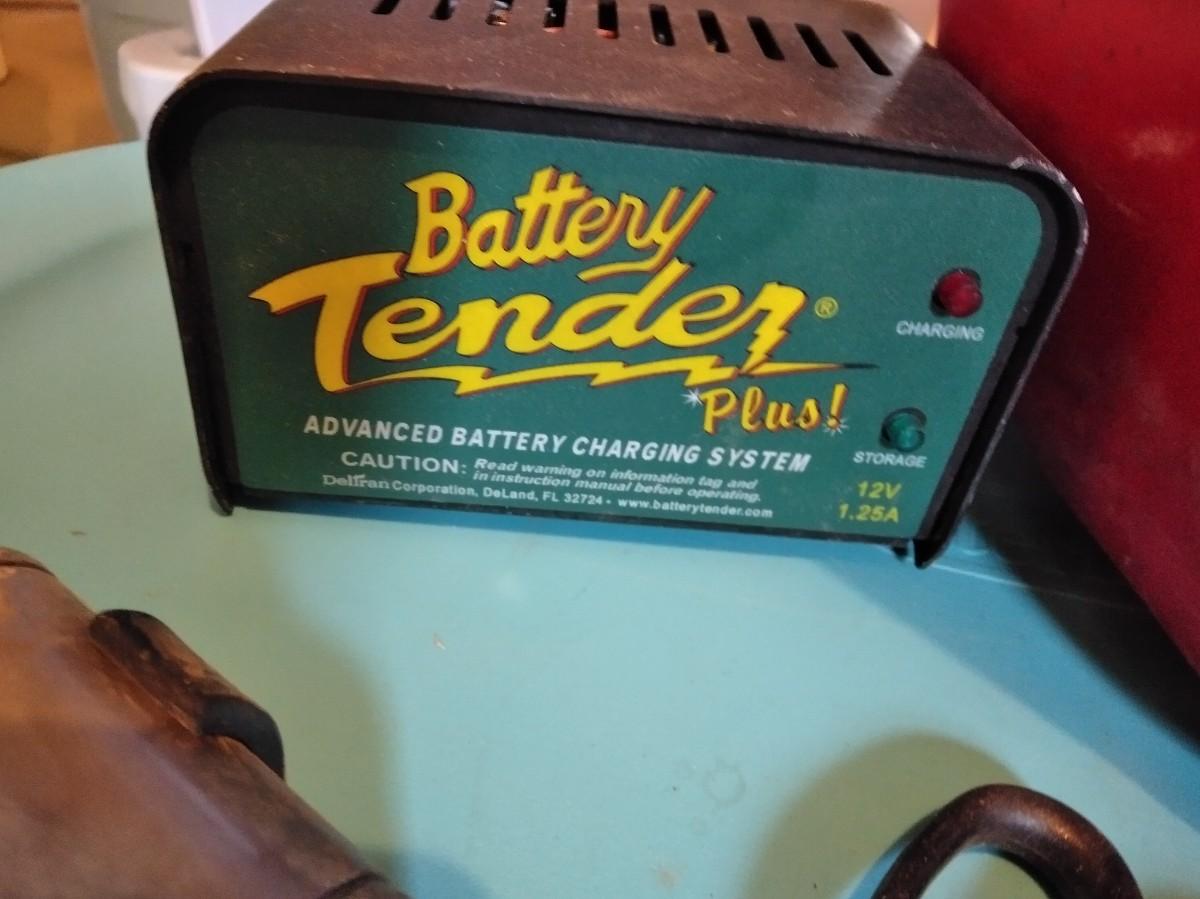 Battery
Tender®
Plus!
ADVANCED BATTERY CHARGING SYSTEM
CAUTION: Read warning on information tag and
in instruction manual before operating.
Deltran Corporation, DeLand, FL 32724 - www.batterytender.com
CHARGING
STORAGE
12V
1.25A